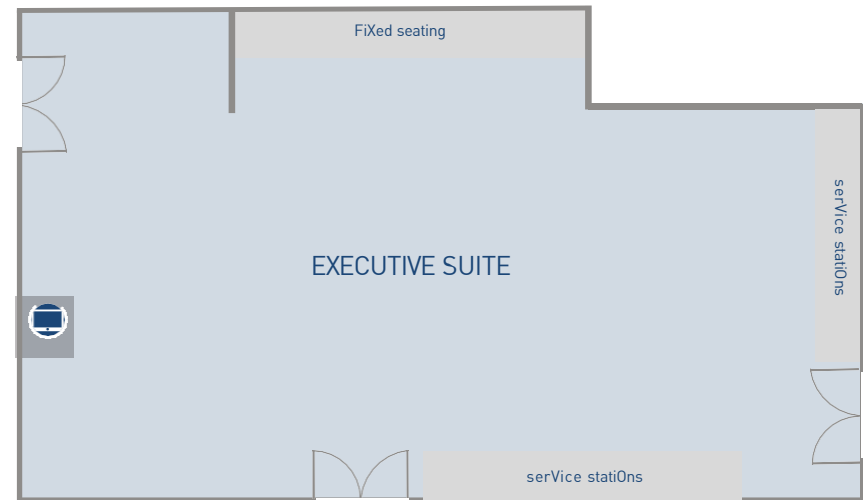 FiXed seating
serVice statiOns
EXECUTIVE SUITE
serVice statiOns